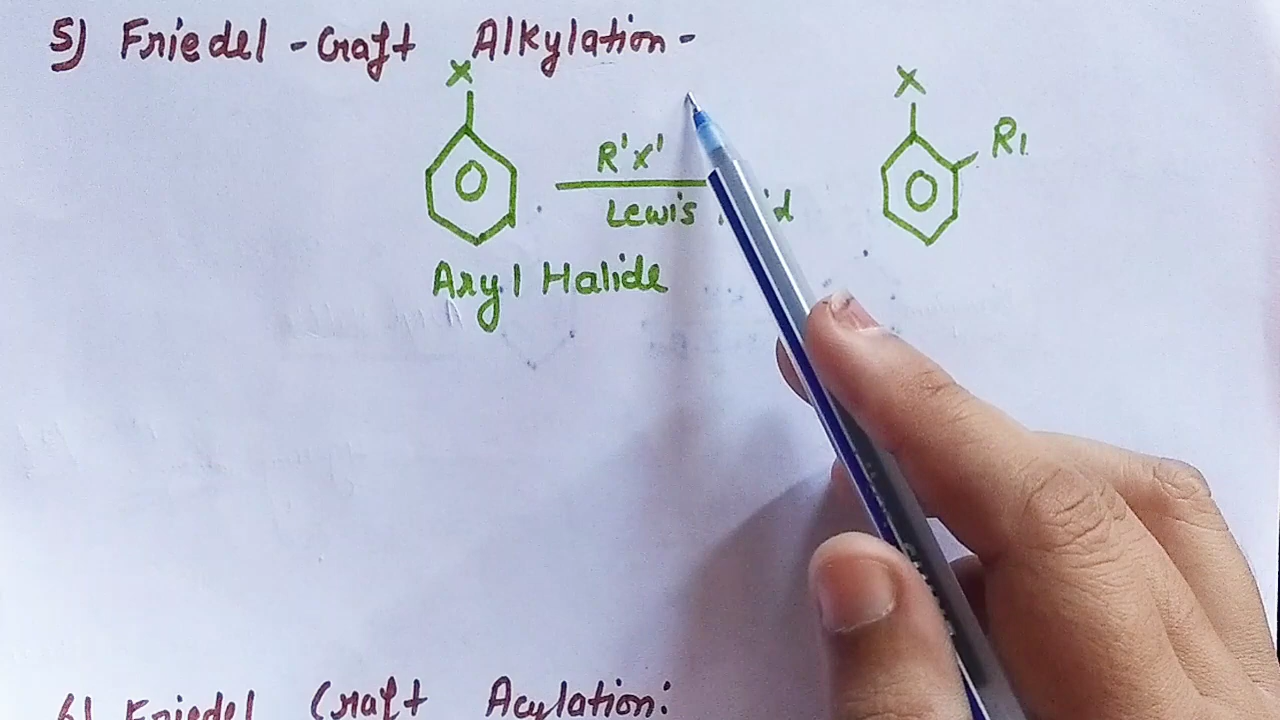 5) Friedel - Craft Alkylation -
X
X
R'x'
R1
Lewis
Aryl Halide
6) Friedel Craft Acylation: